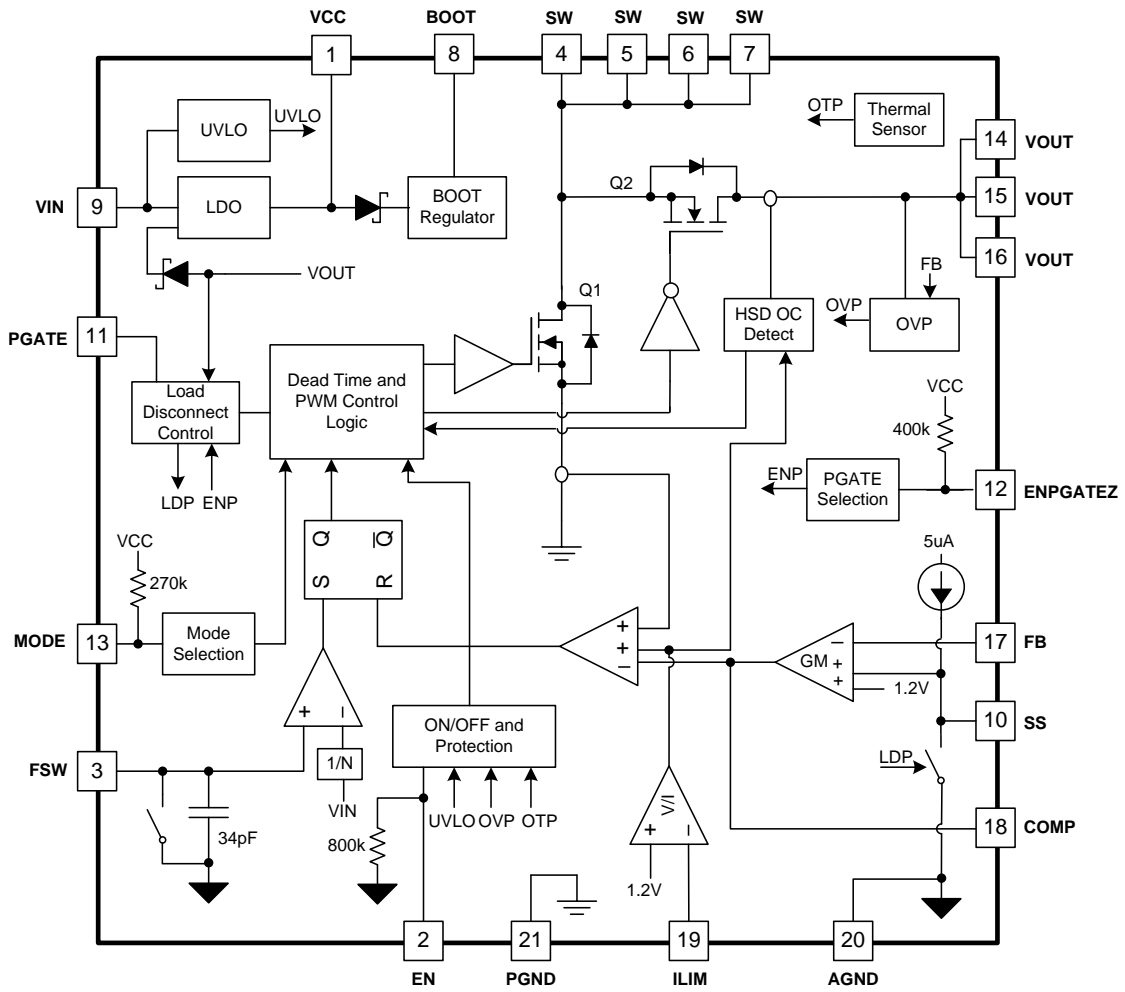 VCC
BOOT
SW
SW
SW
SW
1
8
4
5
6
7
UVLO
UVLO
OTP
Thermal
Sensor
14
VOUT
VIN
9
LDO
BOOT
Regulator
Q2
15
VOUT
16
VOUT
VOUT
FB
PGATE
11
Q1
HSD OC
Detect
OVP
OVP
Load
Disconnect
Control
Dead Time and
PWM Control
Logic
VCC
400k
LDP
ENP
ENP
PGATE
Selection
12
ENPGATEZ
VCC
270k
S
Q
R
Q
5uA
MODE
13
Mode
Selection
+
+
−
GM
−
+
+
1.2V
17
FB
10
SS
+
−
ON/OFF and
Protection
FSW
3
1/N
VIN
LDP
34pF
800k
UVLO
OVP
OTP
V/I
+
−
1.2V
18
COMP
2
21
19
20
EN
PGND
ILIM
AGND